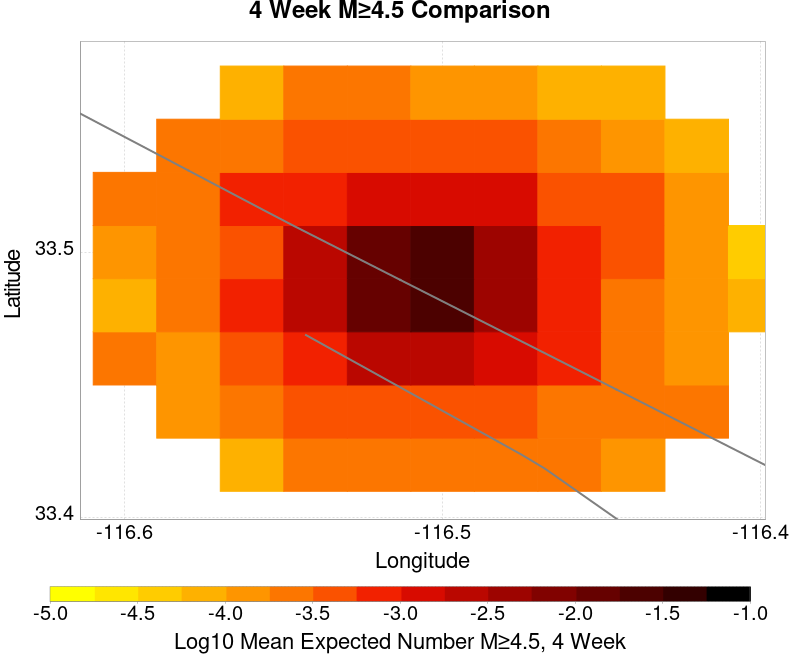 4 Week M≥4.5 Comparison
Latitude
33.5
33.4
-116.6 -116.5 -116.4
Longitude
-5.0 -4.5 -4.0 -3.5 -3.0 -2.5 -2.0 -1.5 -1.0
Log10 Mean Expected Number M≥4.5, 4 Week